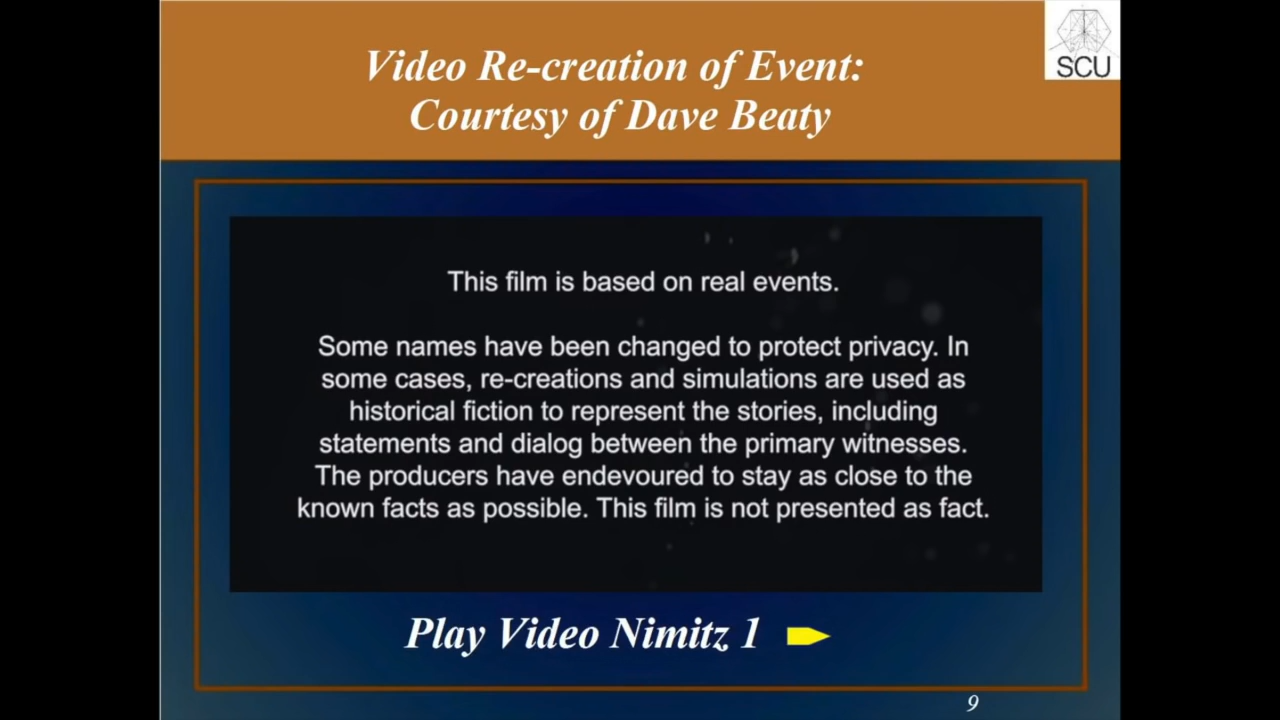 Video Re-creation of Event:
Courtesy of Dave Beaty
SCU
This film is based on real events.
Some names have been changed to protect privacy. In
some cases, re-creations and simulations are used as
historical fiction to represent the stories, including
statements and dialog between the primary witnesses.
The producers have endevoured to stay as close to the
known facts as possible. This film is not presented as fact.
Play Video Nimitz 1
9